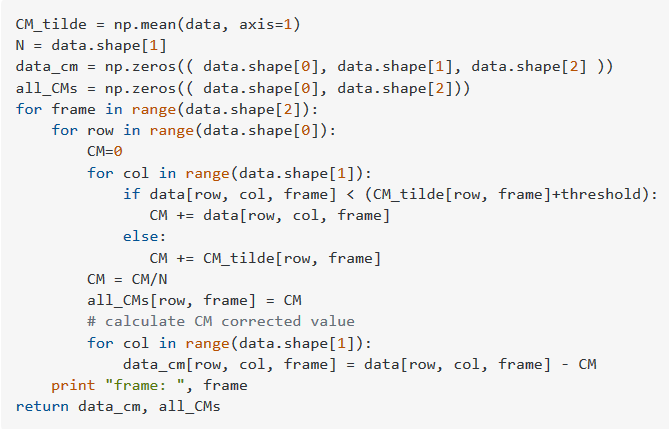 CM_tilde = np.mean(data, axis=1)
N = data.shape[1]
data_cm = np.zeros(( data.shape[0], data.shape[1], data.shape[2] ))
all_CMs = np.zeros(( data.shape[0], data.shape[2]))
for frame in range(data.shape[2]):
    for row in range(data.shape[0]):
        CM=0
        for col in range(data.shape[1]):
            if data[row, col, frame] < (CM_tilde[row, frame]+threshold):
               CM += data[row, col, frame]
            else:
               CM += CM_tilde[row, frame]
        CM = CM/N
        all_CMs[row, frame] = CM
        # calculate CM corrected value
        for col in range(data.shape[1]):
            data_cm[row, col, frame] = data[row, col, frame] - CM
    print "frame: ", frame
return data_cm, all_CMs